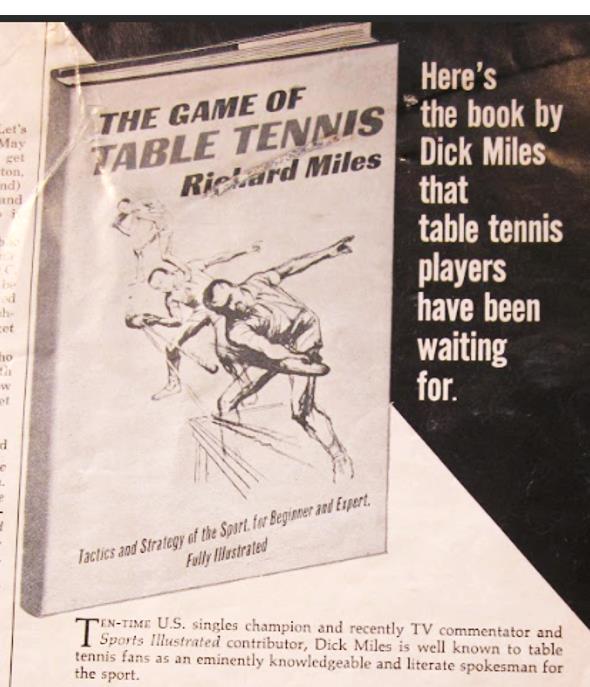 THE GAME OF
TABLE TENNIS
Richard Miles
Tactics and Strategy of the Sport, for Beginner and Expert.
Fully Illustrated
Here's
the book by
Dick Miles
that
table tennis
players
have been
waiting
for.
TEN-TIME U.S. singles champion and recently TV commentator and
Sports Illustrated contributor, Dick Miles is well known to table
tennis fans as an eminently knowledgeable and literate spokesman for
the sport.
Let's
May
get